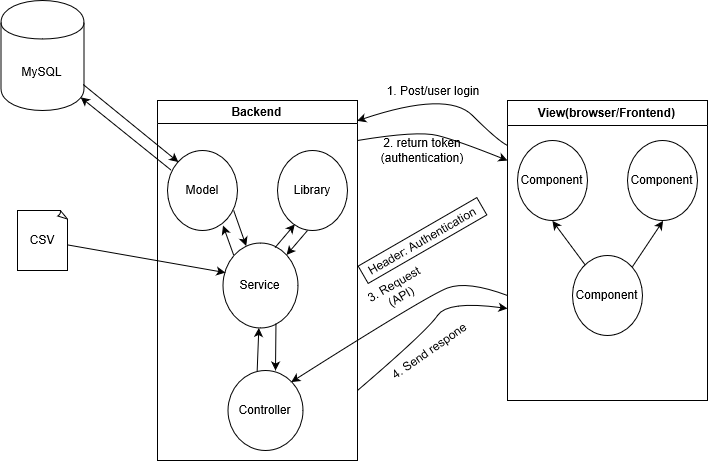 MySQL
1. Post/user login
Backend
View(browser/Frontend)
2. return token
(authentication)
Model
Library
Component
Component
CSV
Header: Authentication
3. Request
(API)
Service
Component
4. Send respone
Controller